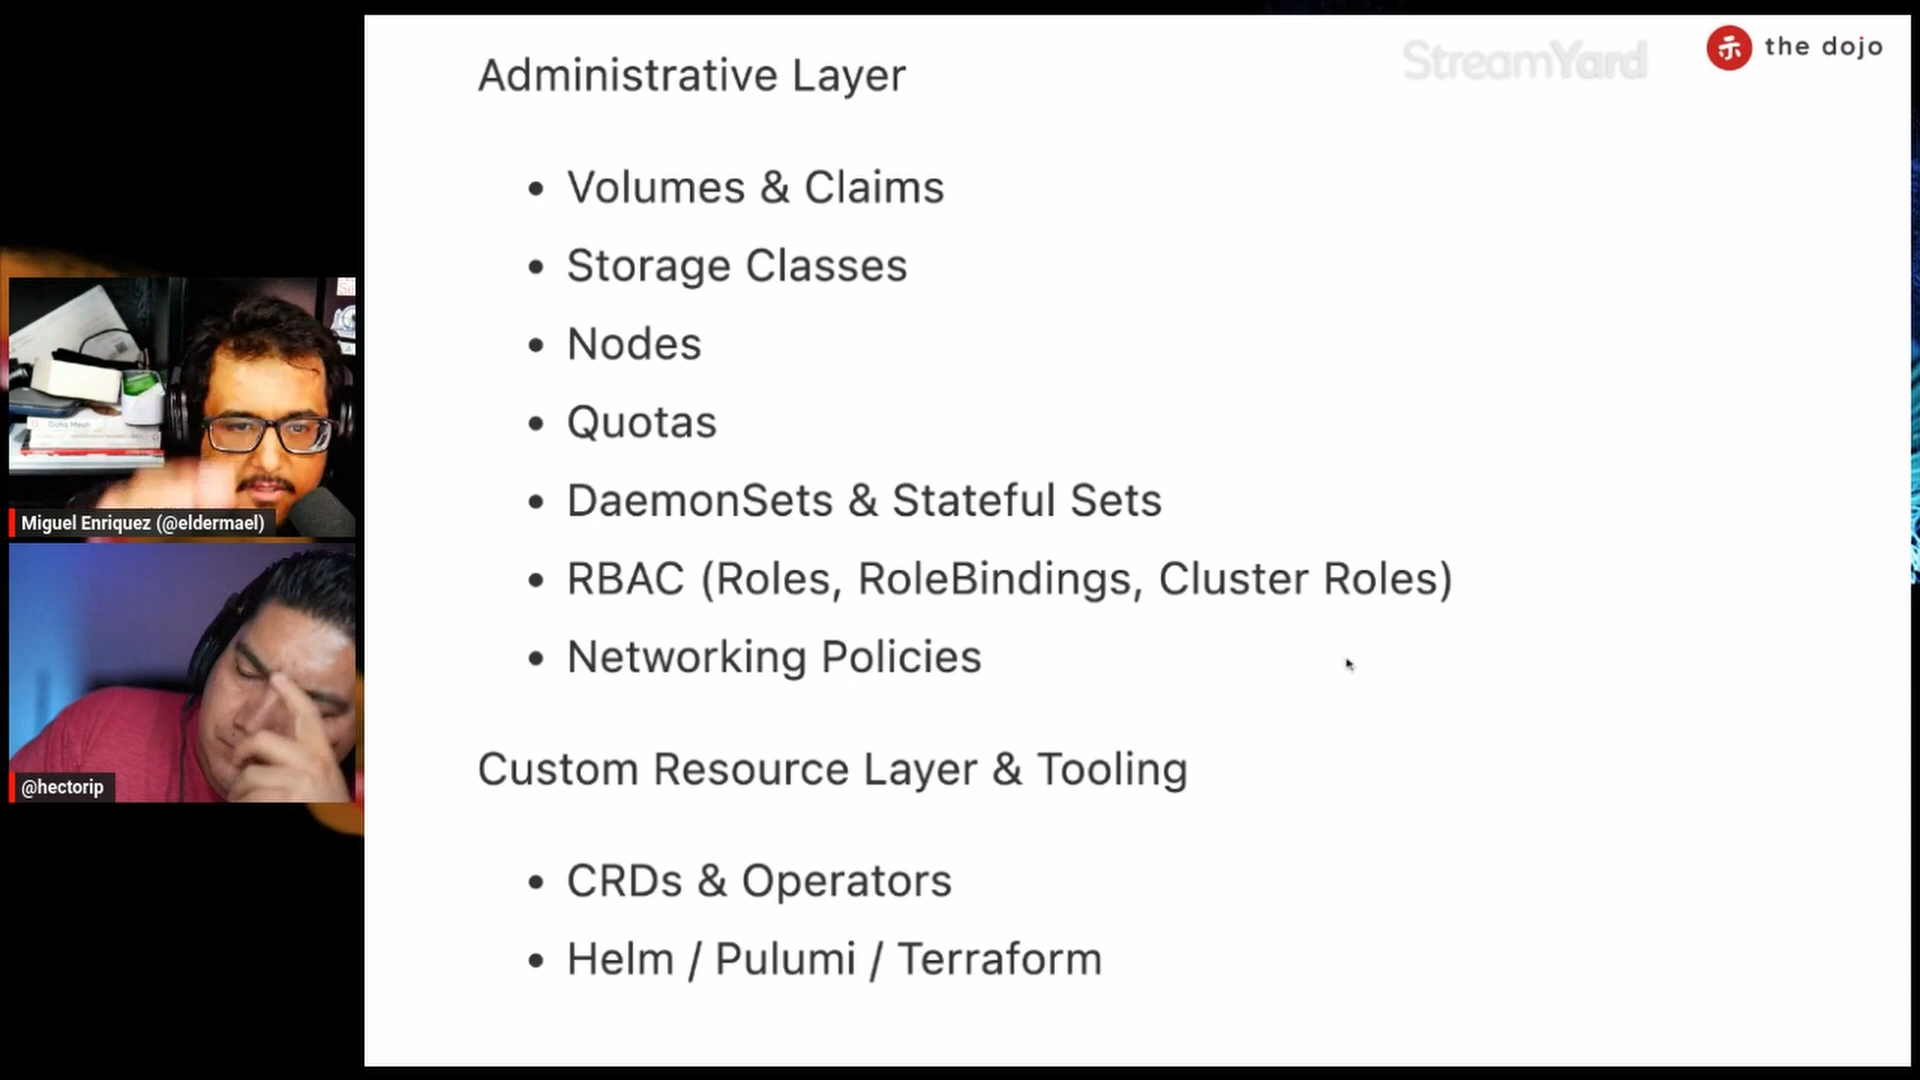 Administrative Layer
StreamYard
the dojo
• Volumes & Claims
• Storage Classes
• Nodes
• Quotas
• DaemonSets & Stateful Sets
• RBAC (Roles, RoleBindings, Cluster Roles)
• Networking Policies
Custom Resource Layer & Tooling
• CRDs & Operators
• Helm / Pulumi / Terraform
Miguel Enriquez (@eldermael)
@hectorip